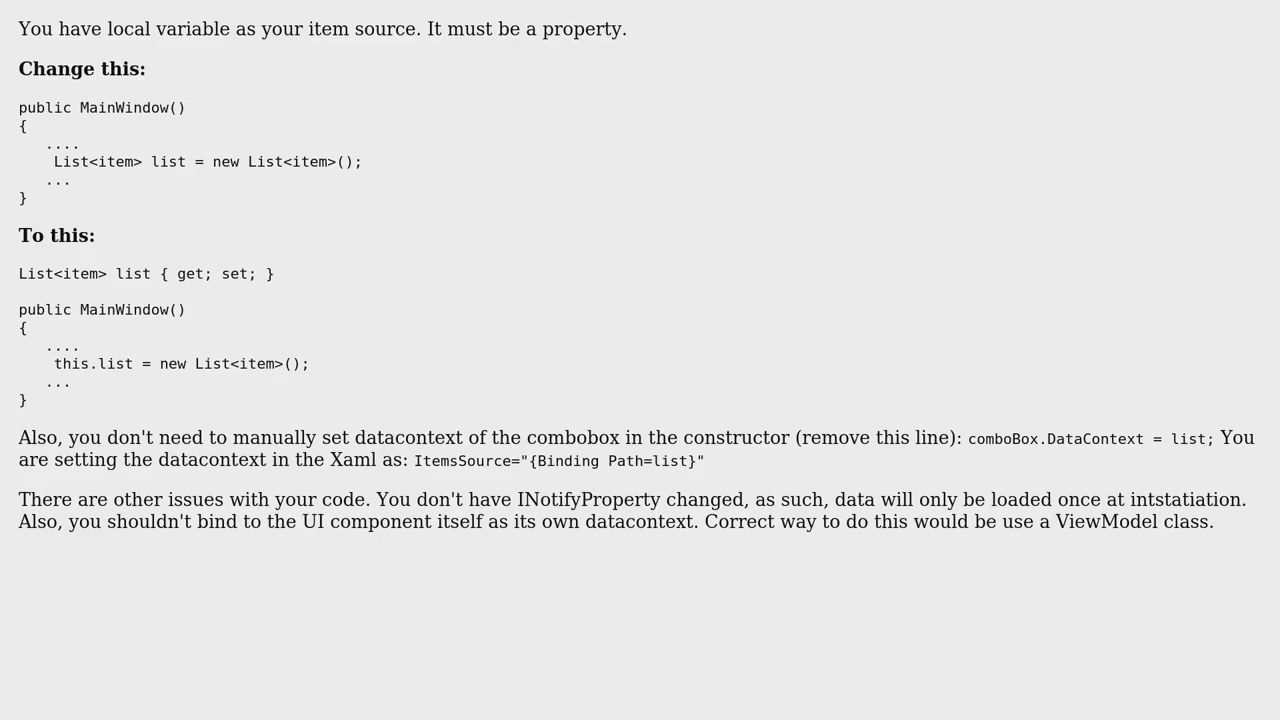 You have local variable as your item source. It must be a property.
Change this:
public MainWindow()
{
   ....
    List<item> list = new List<item>();
   ...
}
To this:
List<item> list { get; set; }
public MainWindow()
{
   ....
    this.list = new List<item>();
   ...
}
Also, you don't need to manually set datacontext of the combobox in the constructor (remove this line): comboBox.DataContext = list; You
are setting the datacontext in the Xaml as: ItemsSource="{Binding Path=list}"
There are other issues with your code. You don't have INotifyProperty changed, as such, data will only be loaded once at intstatiation.
Also, you shouldn't bind to the UI component itself as its own datacontext. Correct way to do this would be use a ViewModel class.